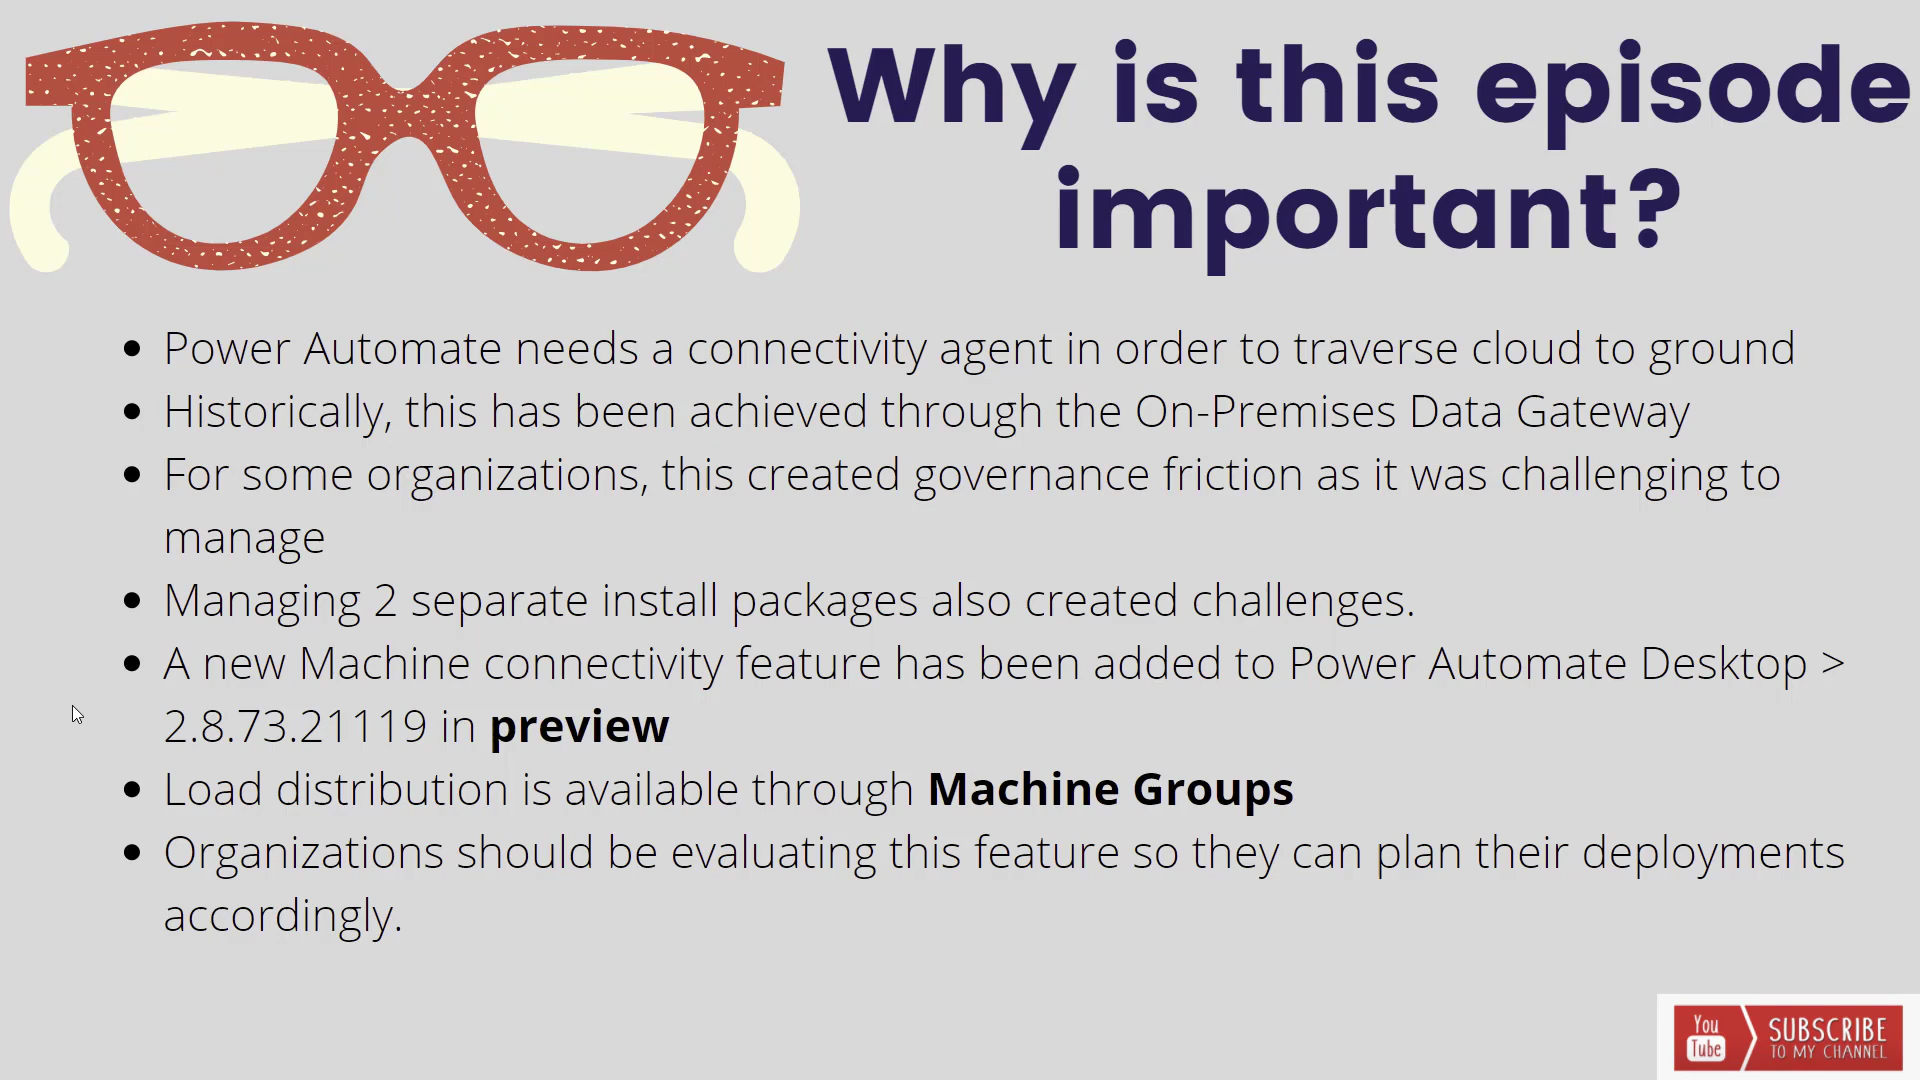 Why is this episode
important?
• Power Automate needs a connectivity agent in order to traverse cloud to ground
• Historically, this has been achieved through the On-Premises Data Gateway
• For some organizations, this created governance friction as it was challenging to
manage
• Managing 2 separate install packages also created challenges.
• A new Machine connectivity feature has been added to Power Automate Desktop >
2.8.73.21119 in preview
• Load distribution is available through Machine Groups
• Organizations should be evaluating this feature so they can plan their deployments
accordingly.
You
Tube
SUBSCRIBE
TO MY CHANNEL